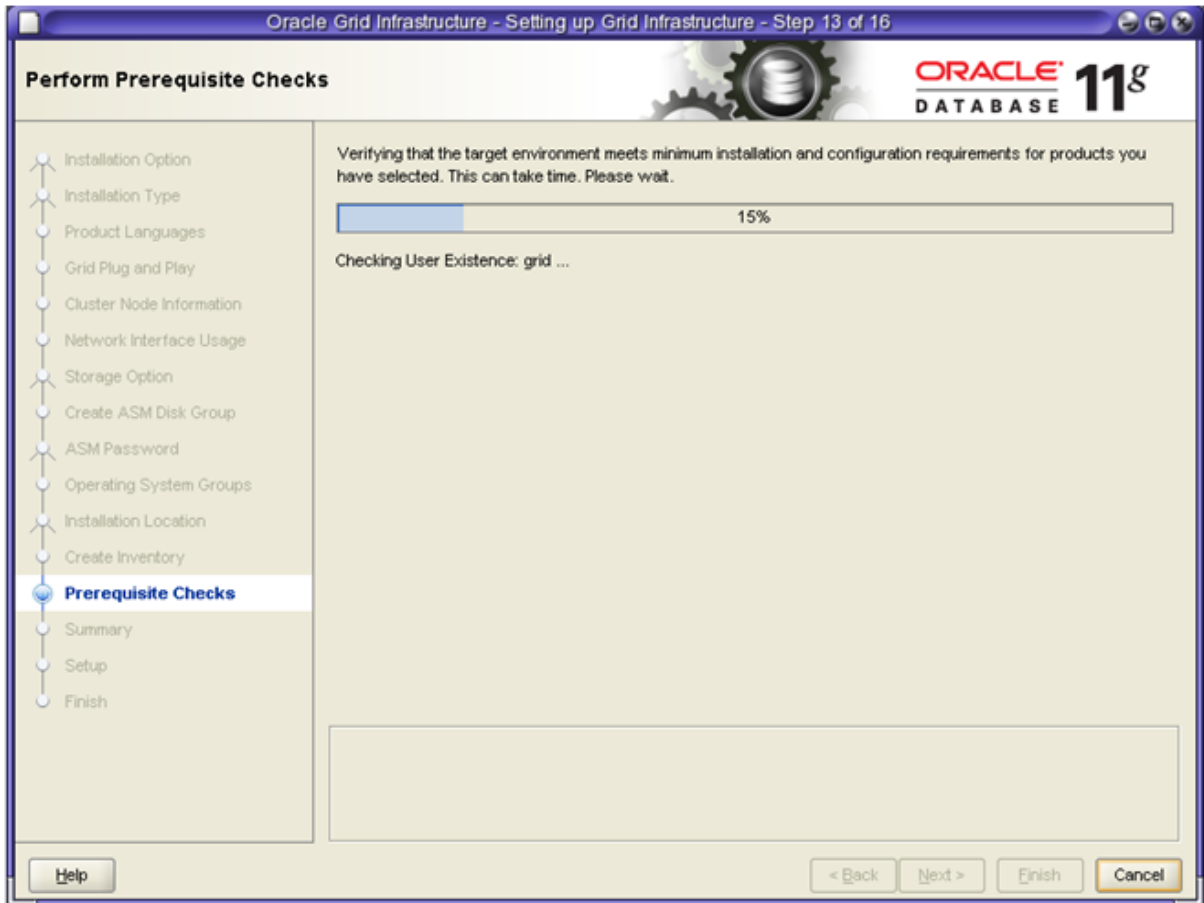 Oracle Grid Infrastructure - Setting up Grid Infrastructure - Step 13 of 16
Perform Prerequisite Checks
ORACLE
DATABASE
11g
Installation Option
Installation Type
Product Languages
Grid Plug and Play
Cluster Node Information
Network Interface Usage
Storage Option
Create ASM Disk Group
ASM Password
Operating System Groups
Installation Location
Create Inventory
Prerequisite Checks
Summary
Setup
Finish
Verifying that the target environment meets minimum installation and configuration requirements for products you
have selected. This can take time. Please wait.
15%
Checking User Existence: grid ...
Help
< Back
Next >
Finish
Cancel